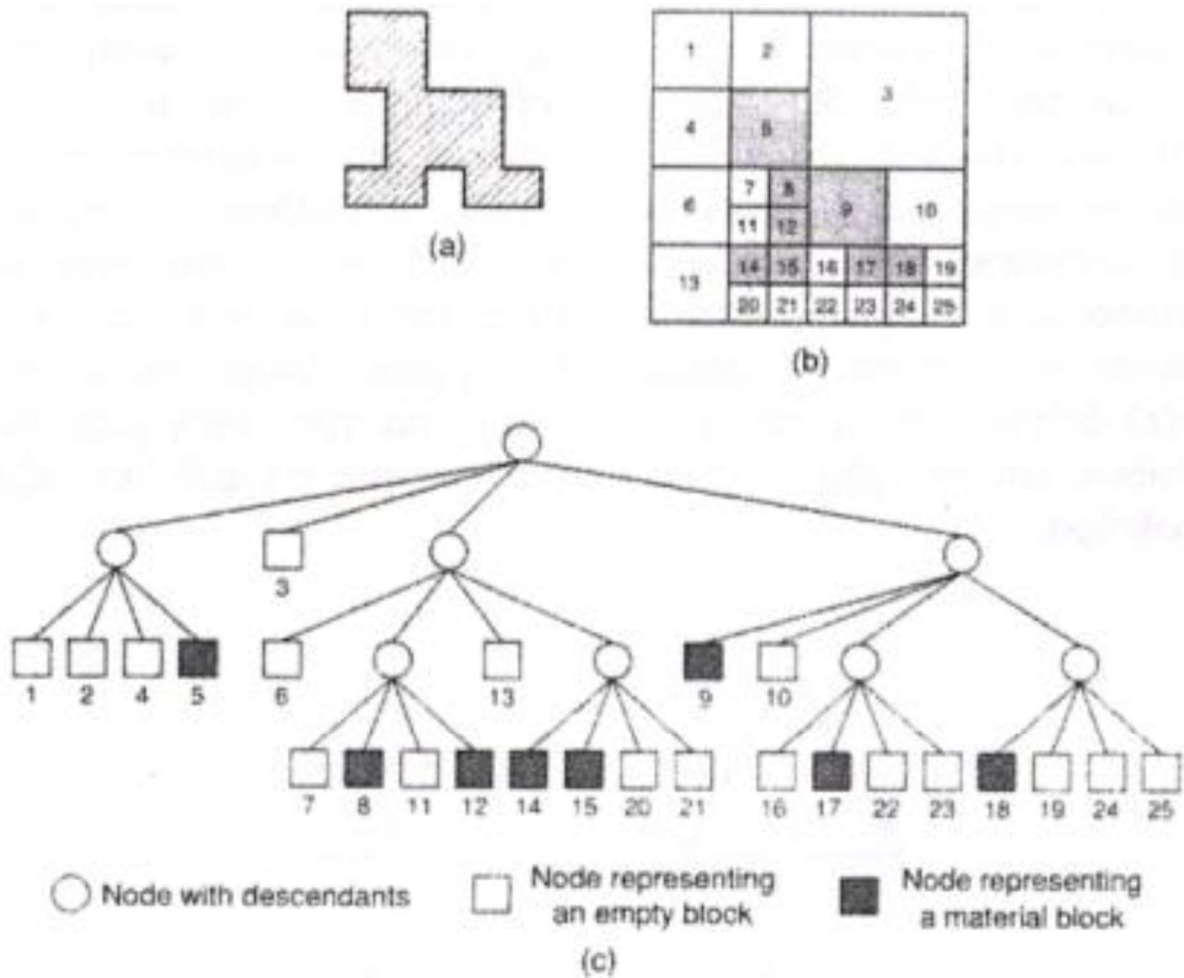 (a)
1 2
3
4 5
6 7 8 9 10
11 12
13 14 15 16 17 18 19
20 21 22 23 24 25
(b)
3
1 2 4 5 6 13 9 10
7 8 11 12 14 15 20 21 16 17 22 23 18 19 24 25
Node with descendants
Node representing
an empty block
Node representing
a material block
(c)